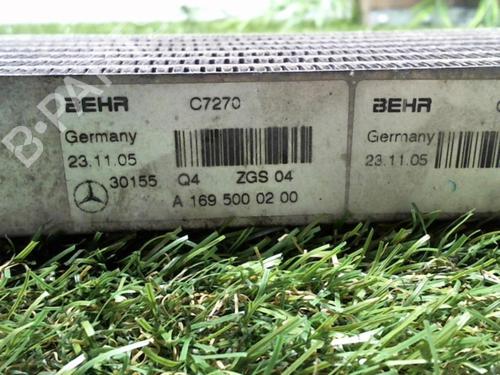 BEHR C7270
Germany
23.11.05
30155 Q4 ZGS 04
A 169 500 02 00
BEHR
Germany
23.11.05
B-PARTS